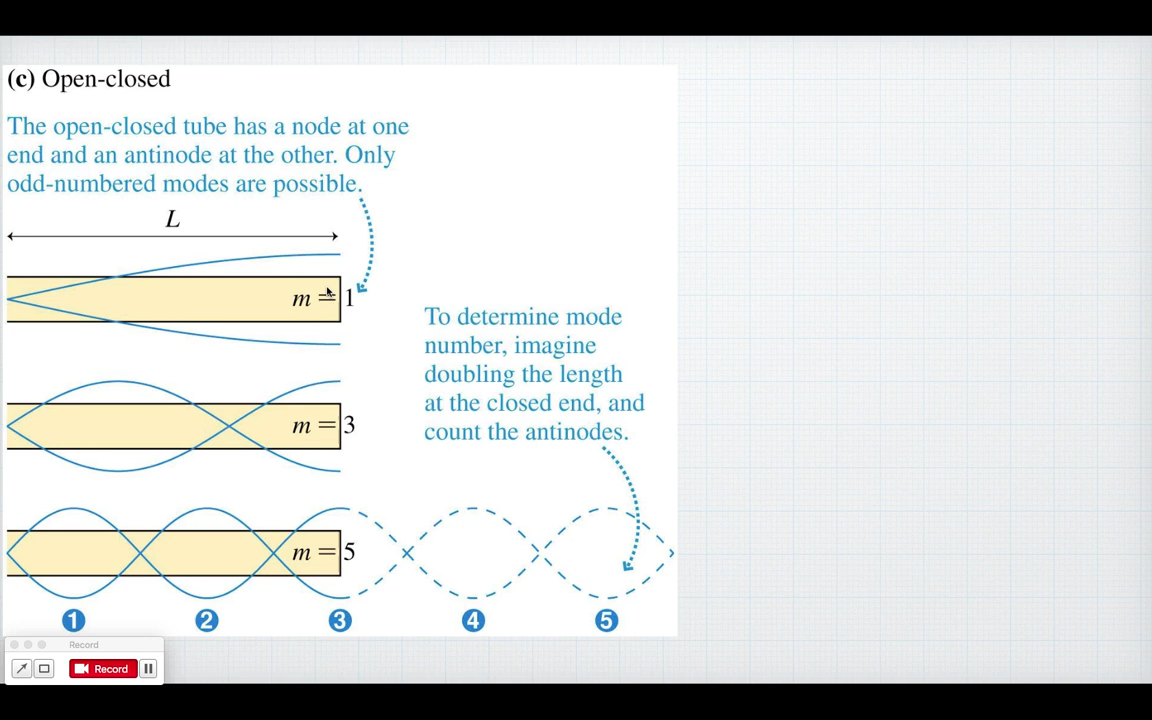 (c) Open-closed
The open-closed tube has a node at one
end and an antinode at the other. Only
odd-numbered modes are possible.
L
m = 1
To determine mode
number, imagine
doubling the length
at the closed end, and
count the antinodes.
m = 3
m = 5
1 2 3 4 5
Record
Record